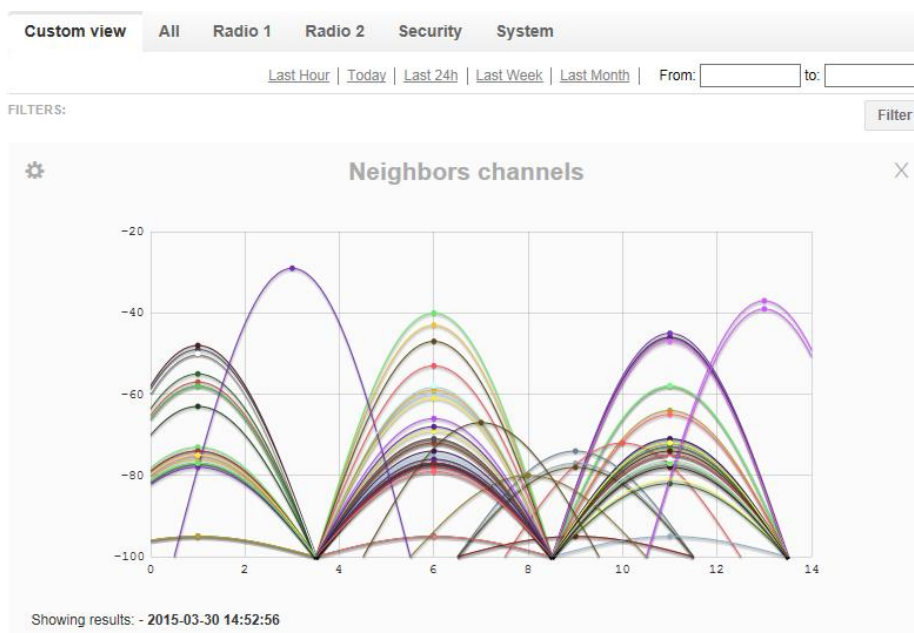 Custom view All Radio 1 Radio 2 Security System
Last Hour | Today | Last 24h | Last Week | Last Month | From: to:
FILTERS:
Filter
Neighbors channels X
-20
-40
-60
-80
-100
0 2 4 6 8 10 12 14
Showing results: - 2015-03-30 14:52:56